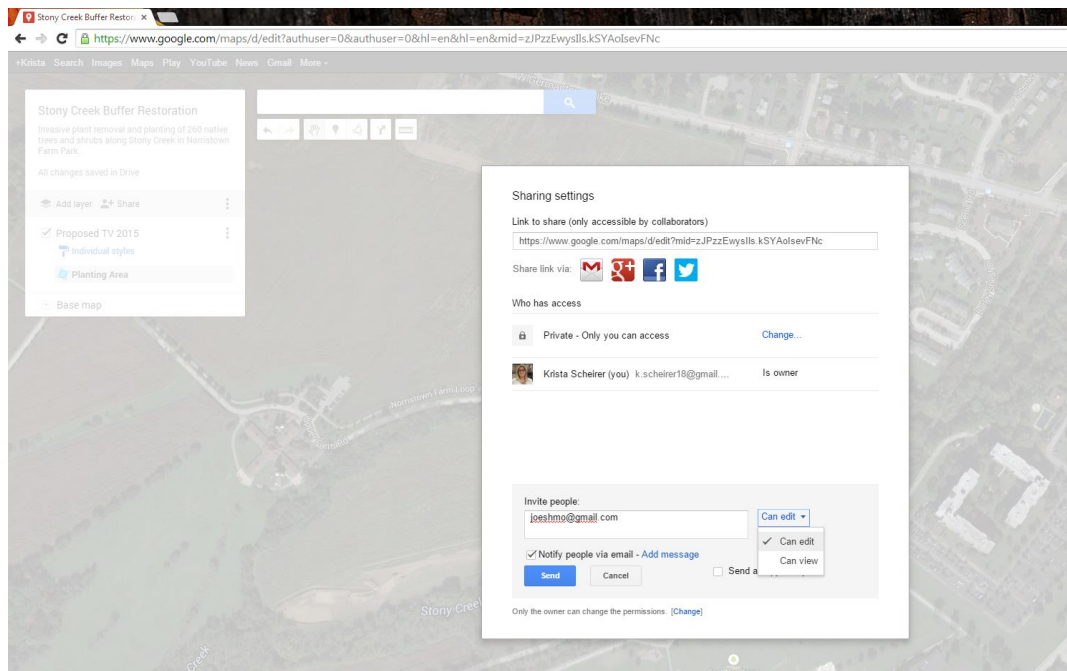 Stony Creek Buffer Restor
https://www.google.com/maps/d/edit?authuser=0&authuser=0&hl=en&hl=en&mid=zJPzzEwysIls.kSYAoIsevFNc
+Krista Search Images Maps Play YouTube News Gmail More
Stony Creek Buffer Restoration
Invasive plant removal and planting of 260 native
trees and shrubs along Stony Creek in Norristown
Farm Park.
All changes saved in Drive
Add layer Share
Proposed TV 2015
Individual styles
Planting Area
Base map
Norristown Farm Loop
Stony Creek
Sharing settings
Link to share (only accessible by collaborators)
https://www.google.com/maps/d/edit?mid=zJPzzEwysIls.kSYAoIsevFNc
Share link via:
Who has access
Private - Only you can access Change...
Krista Scheirer (you) k.scheirer18@gmail.... Is owner
Invite people:
joeshmo@gmail.com Can edit
Can edit
Can view
Notify people via email - Add message
Send Cancel Send a
Only the owner can change the permissions. [Change]